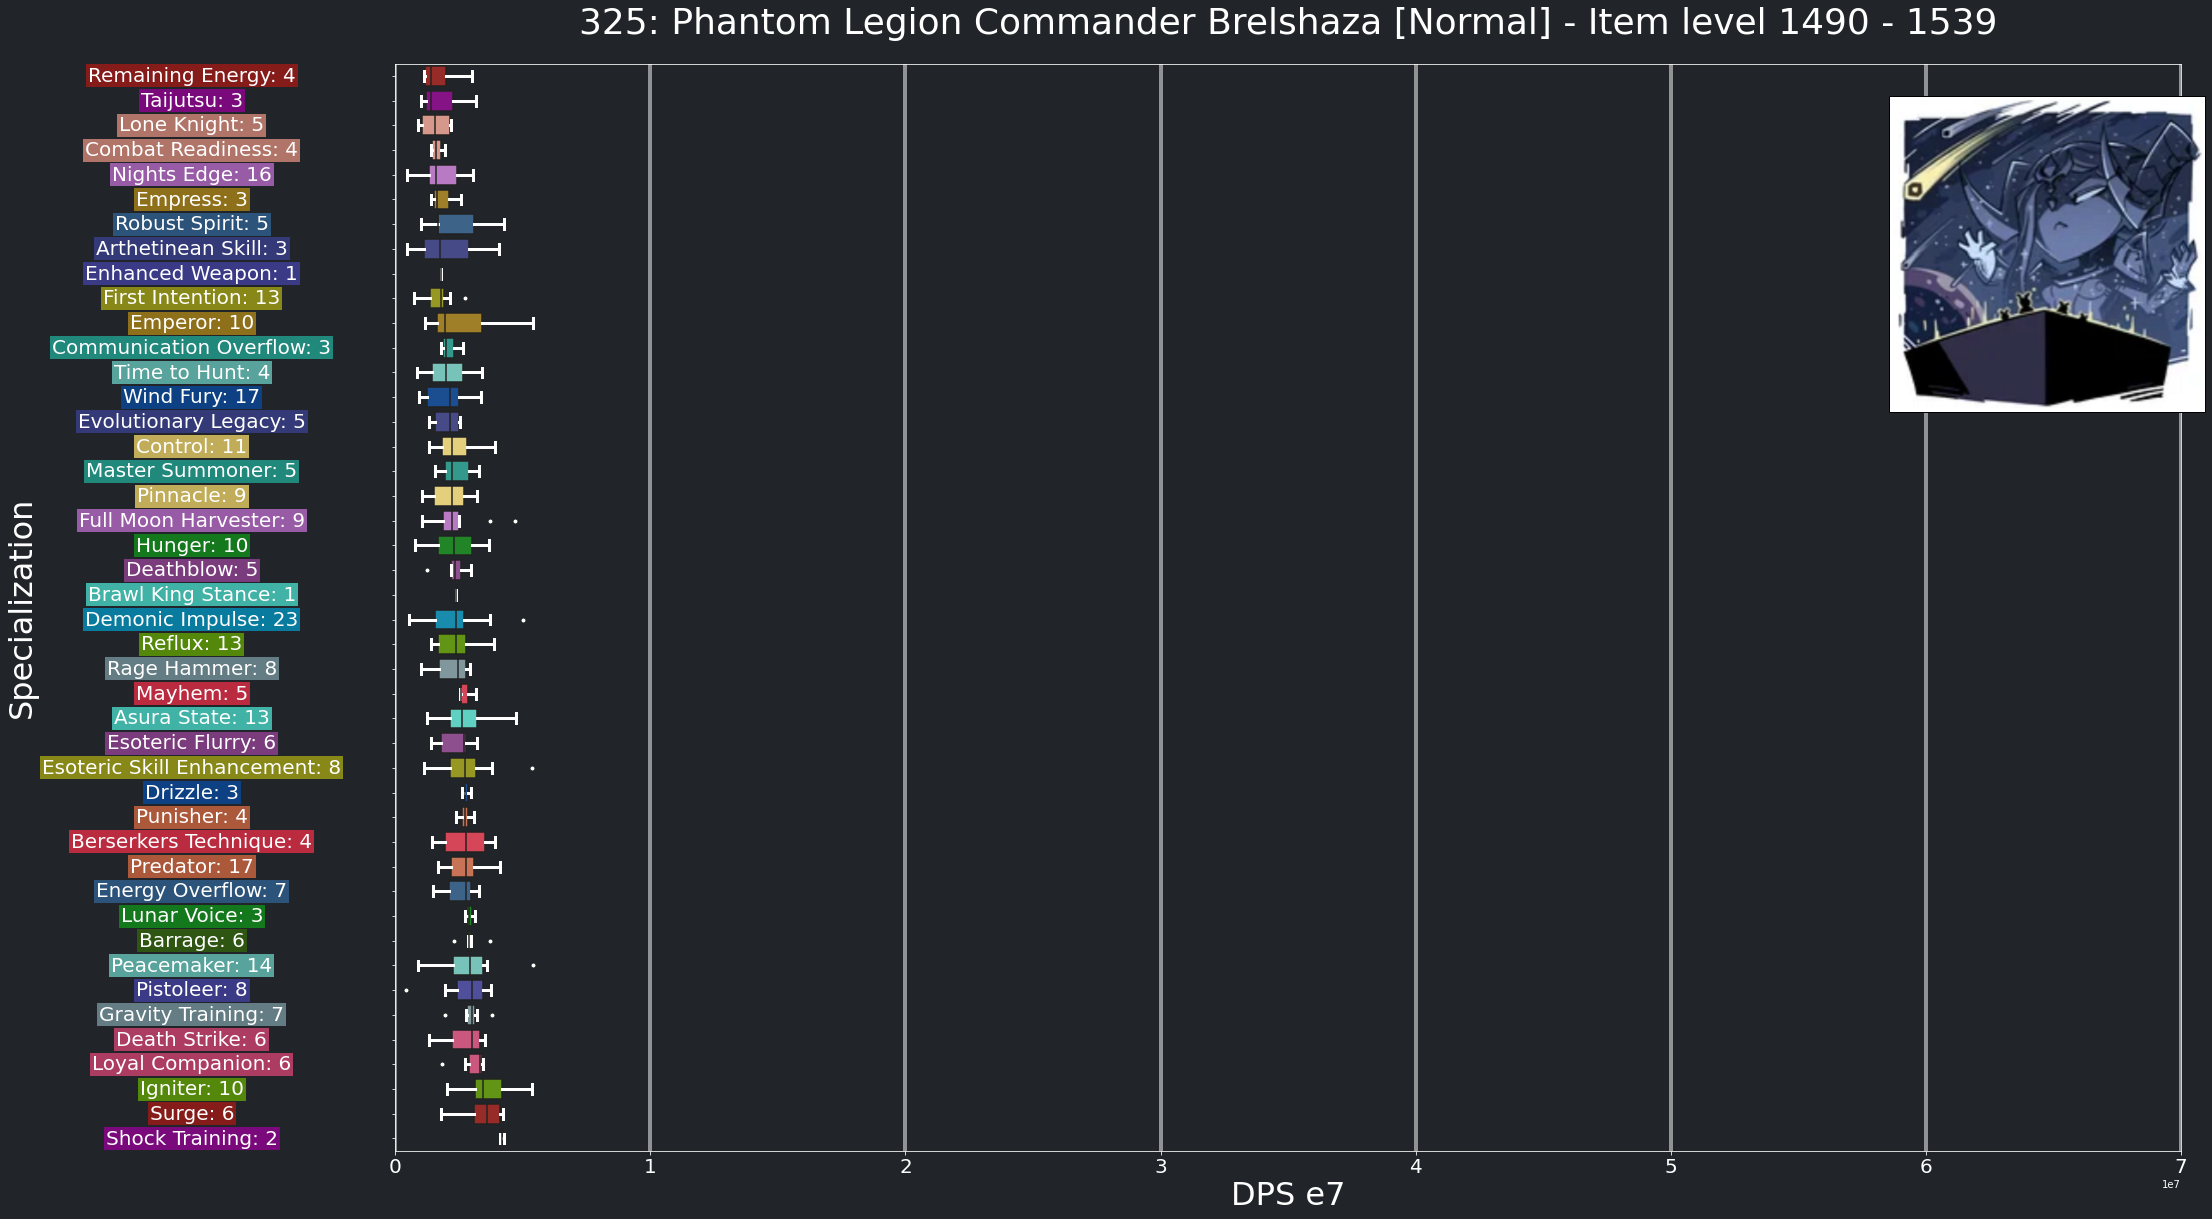 325: Phantom Legion Commander Brelshaza [Normal] - Item level 1490 - 1539
Remaining Energy: 4
Taijutsu: 3
Lone Knight: 5
Combat Readiness: 4
Nights Edge: 16
Empress: 3
Robust Spirit: 5
Arthetinean Skill: 3
Enhanced Weapon: 1
First Intention: 13
Emperor: 10
Communication Overflow: 3
Time to Hunt: 4
Wind Fury: 17
Evolutionary Legacy: 5
Control: 11
Master Summoner: 5
Pinnacle: 9
Full Moon Harvester: 9
Hunger: 10
Deathblow: 5
Brawl King Stance: 1
Demonic Impulse: 23
Reflux: 13
Rage Hammer: 8
Mayhem: 5
Asura State: 13
Esoteric Flurry: 6
Esoteric Skill Enhancement: 8
Drizzle: 3
Punisher: 4
Berserkers Technique: 4
Predator: 17
Energy Overflow: 7
Lunar Voice: 3
Barrage: 6
Peacemaker: 14
Pistoleer: 8
Gravity Training: 7
Death Strike: 6
Loyal Companion: 6
Igniter: 10
Surge: 6
Shock Training: 2
Specialization
0 1 2 3 4 5 6 7
1e7
DPS e7